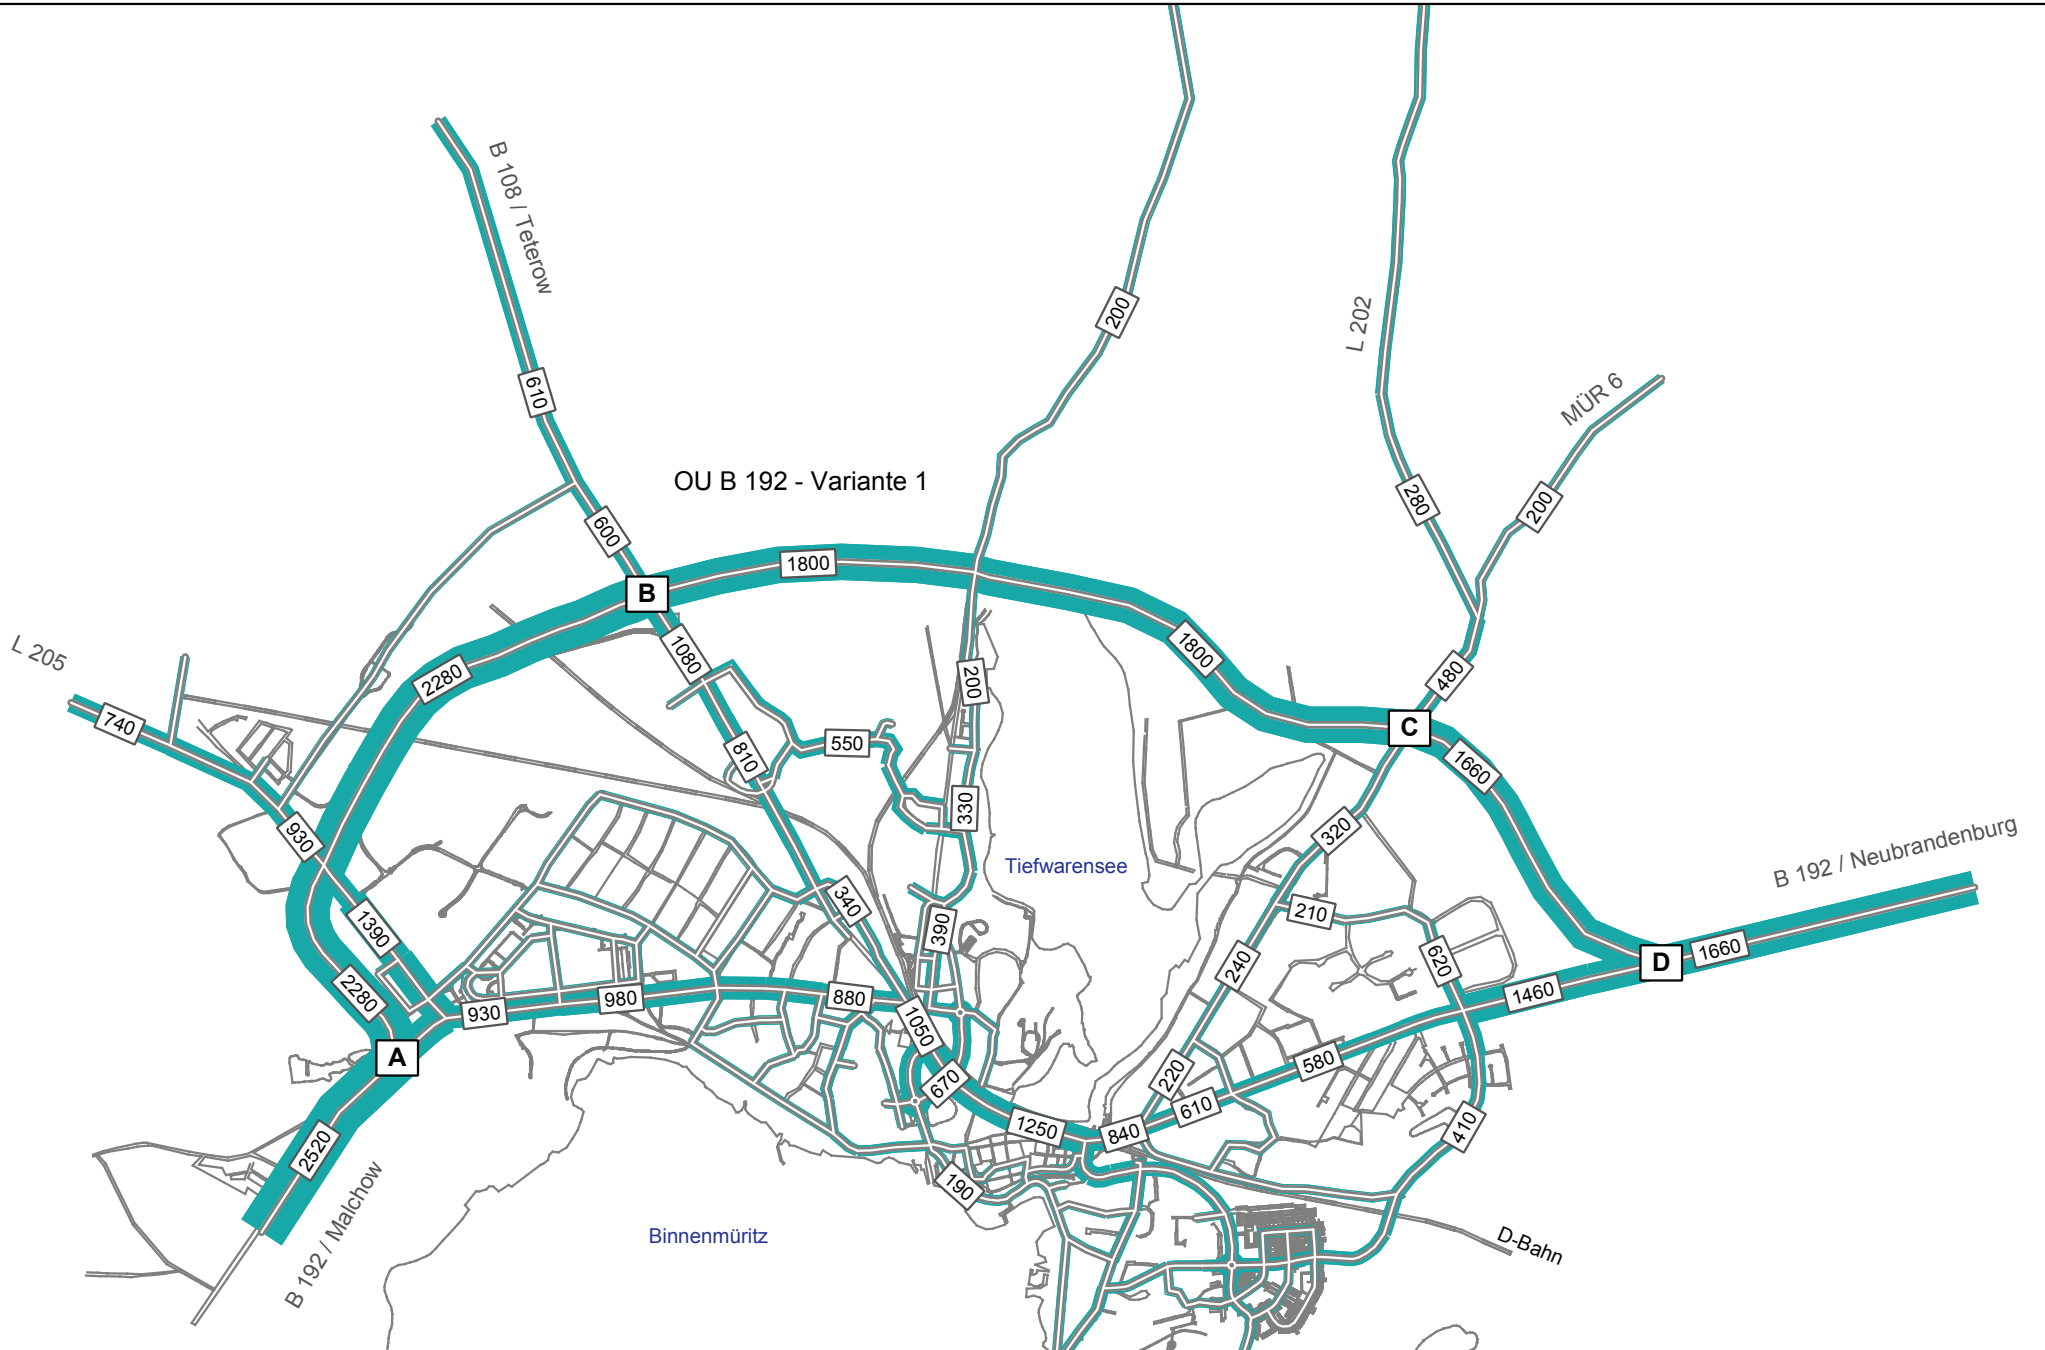 B 108 / Teterow
200
L 202
610
MÜR 6
OU B 192 - Variante 1
280
200
600
1800
B
1080
1800
L 205
2280
480
200
740
C
810
550
1660
330
930
320
Tiefwarensee
B 192 / Neubrandenburg
340
210
1390
390
620
1660
D
240
2280
980
880
1460
930
1050
A
580
220
670
610
1250
840
410
2520
190
B 192 / Malchow
Binnenmüritz
D-Bahn